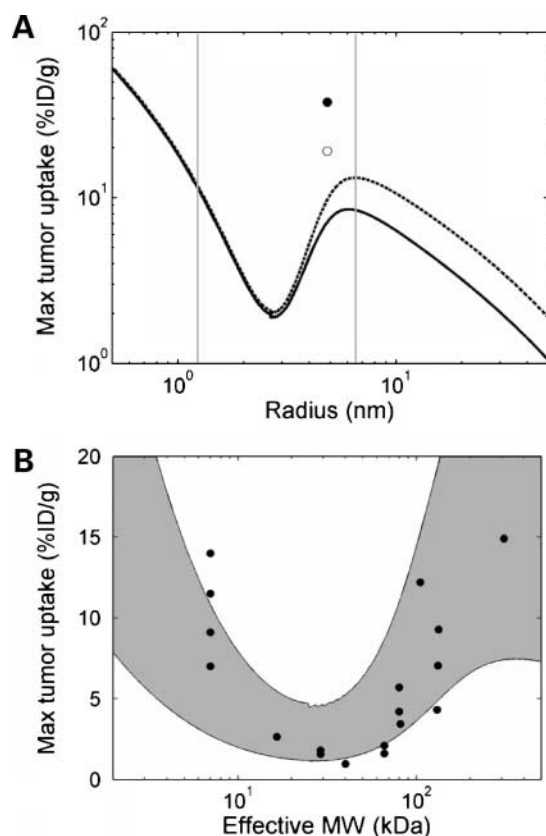 A
Max tumor uptake (%ID/g)
10²
10¹
10⁰
10⁰
10¹
Radius (nm)
B
Max tumor uptake (%ID/g)
20
15
10
5
0
10¹
10²
Effective MW (kDa)